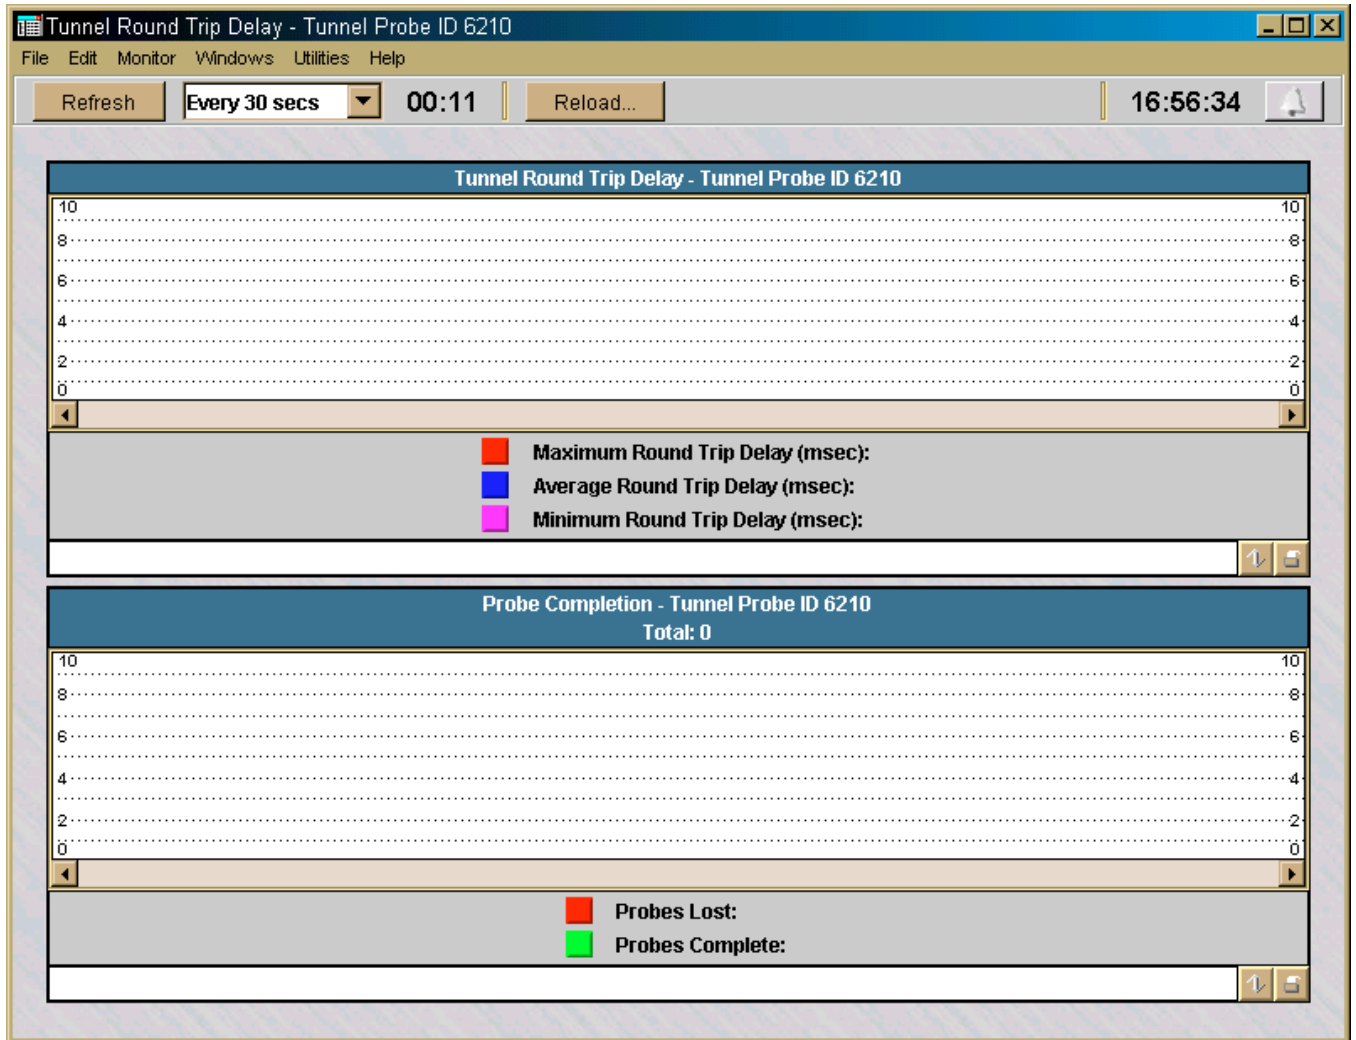 Tunnel Round Trip Delay - Tunnel Probe ID 6210
File Edit Monitor Windows Utilities Help
Refresh Every 30 secs 00:11 Reload... 16:56:34
Tunnel Round Trip Delay - Tunnel Probe ID 6210
10 10
8 8
6 6
4 4
2 2
0 0
Maximum Round Trip Delay (msec):
Average Round Trip Delay (msec):
Minimum Round Trip Delay (msec):
Probe Completion - Tunnel Probe ID 6210
Total: 0
10 10
8 8
6 6
4 4
2 2
0 0
Probes Lost:
Probes Complete: